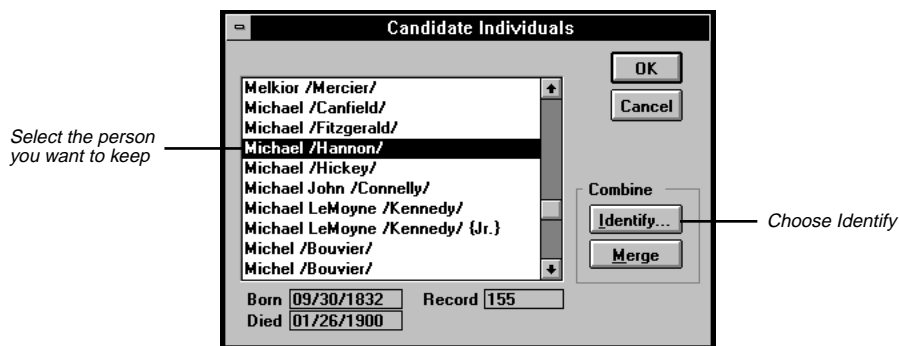 Candidate Individuals
OK
Cancel
Melkior /Mercier/
Michael /Canfield/
Michael /Fitzgerald/
Michael /Hannon/
Michael /Hickey/
Michael John /Connelly/
Michael LeMoyne /Kennedy/
Michael LeMoyne /Kennedy/ {Jr.}
Michel /Bouvier/
Michel /Bouvier/
Select the person
you want to keep
Combine
Identify...
Merge
Choose Identify
Born 09/30/1832 Record 155
Died 01/26/1900